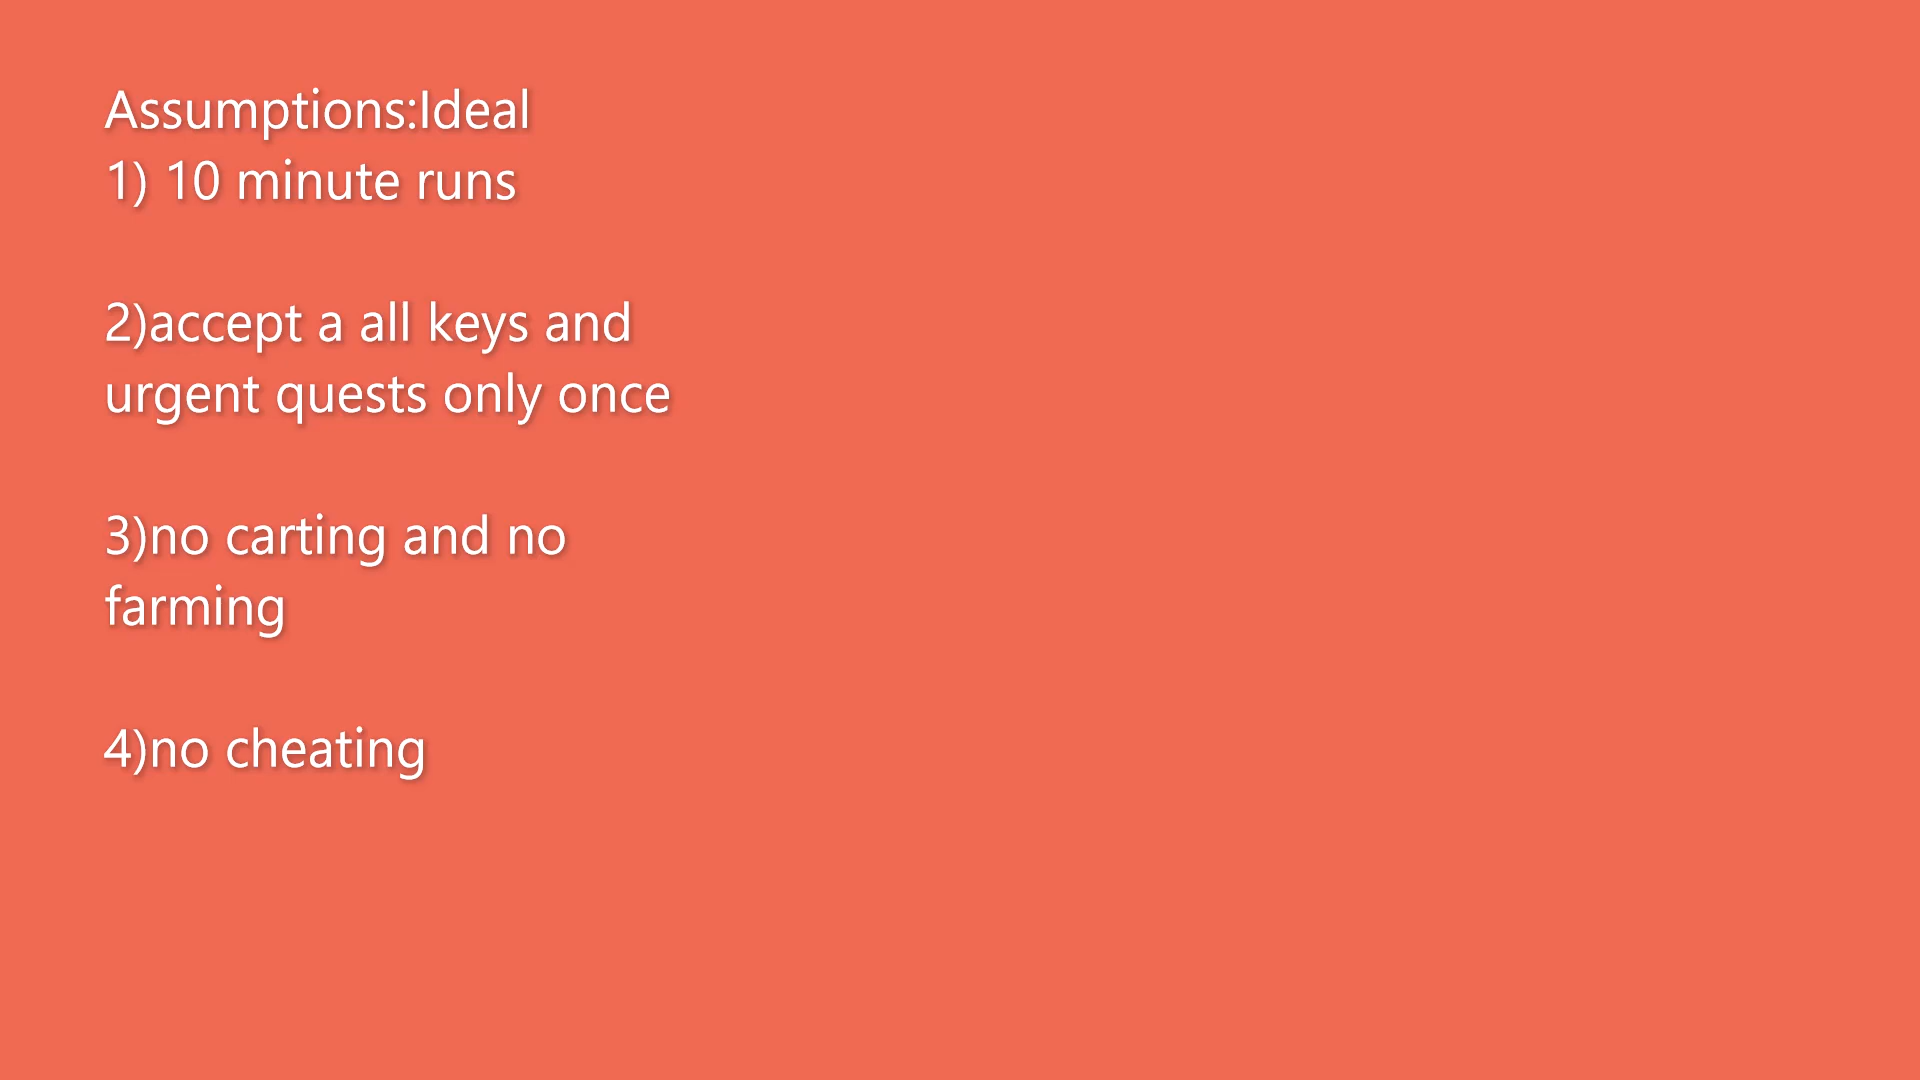 Assumptions:Ideal
1) 10 minute runs
2)accept a all keys and
urgent quests only once
3)no carting and no
farming
4)no cheating